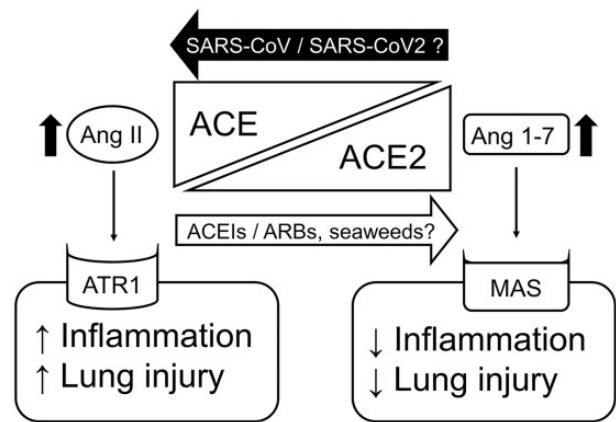 SARS-CoV / SARS-CoV2 ?
Ang II
ACE
ACE2
Ang 1-7
ACEIs / ARBs, seaweeds?
ATR1
↑ Inflammation
↑ Lung injury
MAS
↓ Inflammation
↓ Lung injury